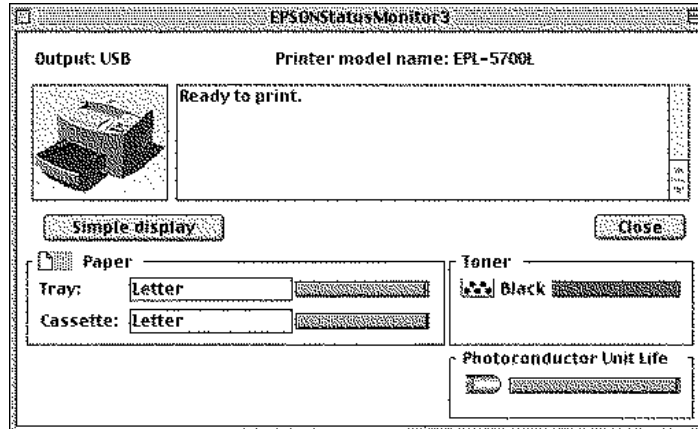 EPSONStatusMonitor3
Output: USB
Printer model name: EPL-5700L
Ready to print.
Simple display
Close
Paper
Tray: Letter
Cassette: Letter
Toner
Black
Photoconductor Unit Life